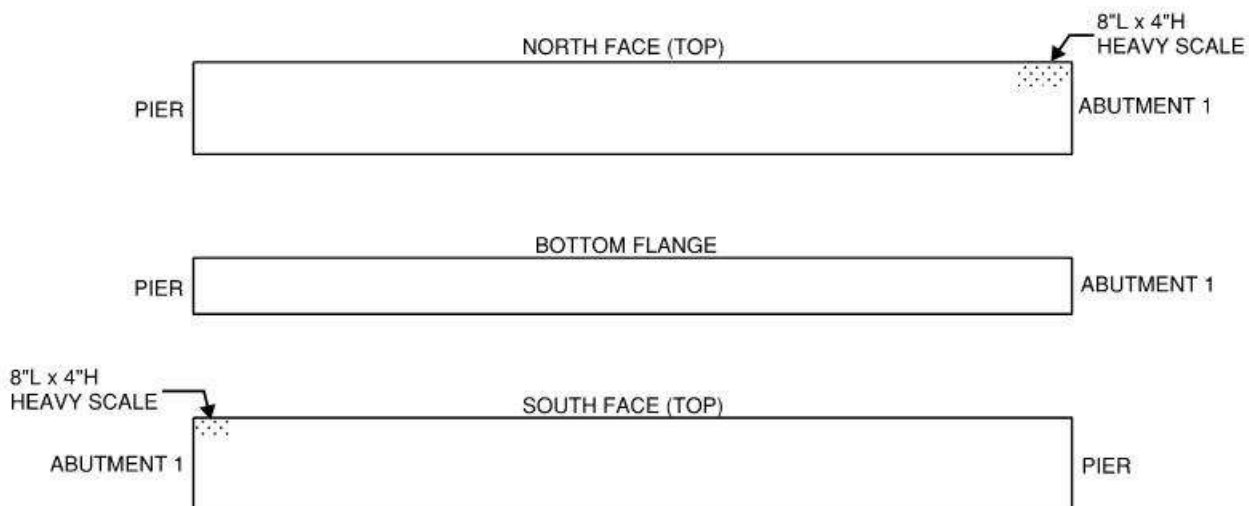 8"L x 4"H
HEAVY SCALE
NORTH FACE (TOP)
PIER
ABUTMENT 1
BOTTOM FLANGE
PIER
ABUTMENT 1
8"L x 4"H
HEAVY SCALE
SOUTH FACE (TOP)
ABUTMENT 1
PIER